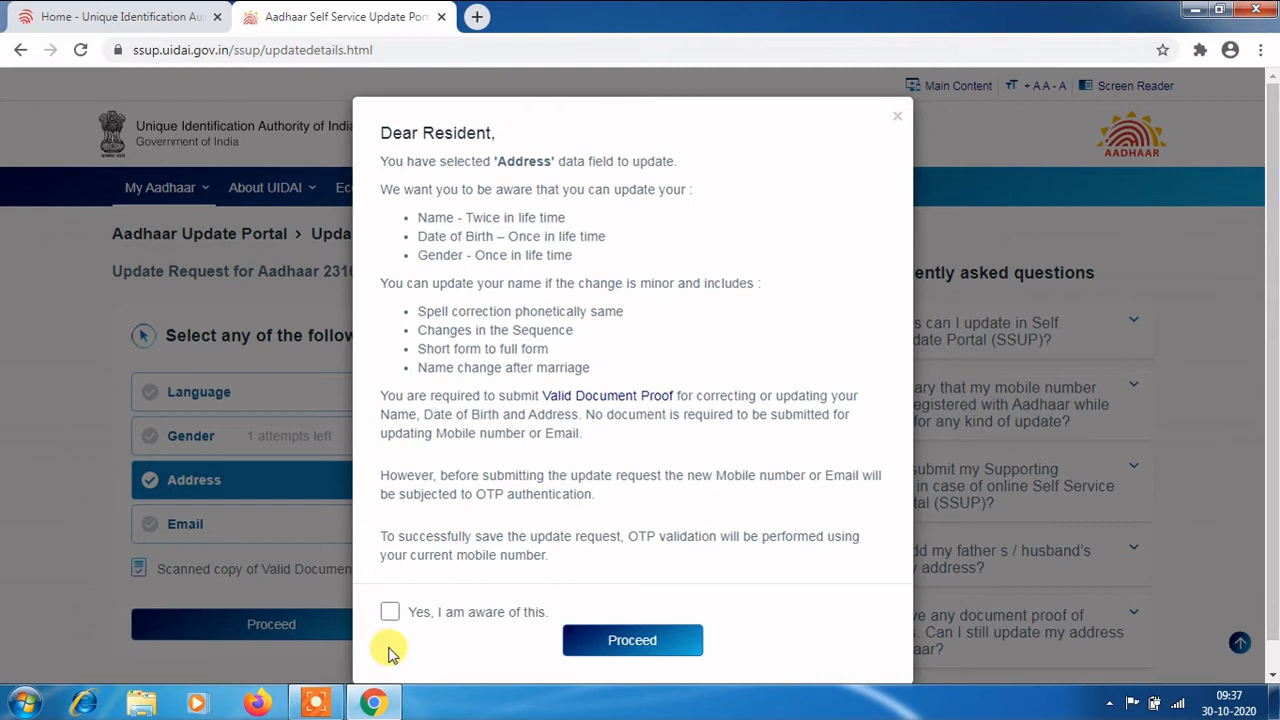 Home - Unique Identification Au
Aadhaar Self Service Update Por
ssup.uidai.gov.in/ssup/updatedetails.html
Main Content
TT + A A - A
Screen Reader
Unique Identification Authority of India
Government of India
AADHAAR
My Aadhaar
About UIDAI
Ec
Aadhaar Update Portal > Upda
Update Request for Aadhaar 2316
Select any of the follo
Language
Gender 1 attempts left
Address
Email
Scanned copy of Valid Documen
Proceed
Dear Resident,
×
You have selected 'Address' data field to update.
We want you to be aware that you can update your :
• Name - Twice in life time
• Date of Birth – Once in life time
• Gender - Once in life time
You can update your name if the change is minor and includes :
• Spell correction phonetically same
• Changes in the Sequence
• Short form to full form
• Name change after marriage
You are required to submit Valid Document Proof for correcting or updating your
Name, Date of Birth and Address. No document is required to be submitted for
updating Mobile number or Email.
However, before submitting the update request the new Mobile number or Email will
be subjected to OTP authentication.
To successfully save the update request, OTP validation will be performed using
your current mobile number.
Yes, I am aware of this.
Proceed
ently asked questions
s can I update in Self
date Portal (SSUP)?
ary that my mobile number
egistered with Aadhaar while
for any kind of update?
submit my Supporting
in case of online Self Service
rtal (SSUP)?
dd my father s / husband's
y address?
ve any document proof of
s. Can I still update my address
aar?
09:37
30-10-2020